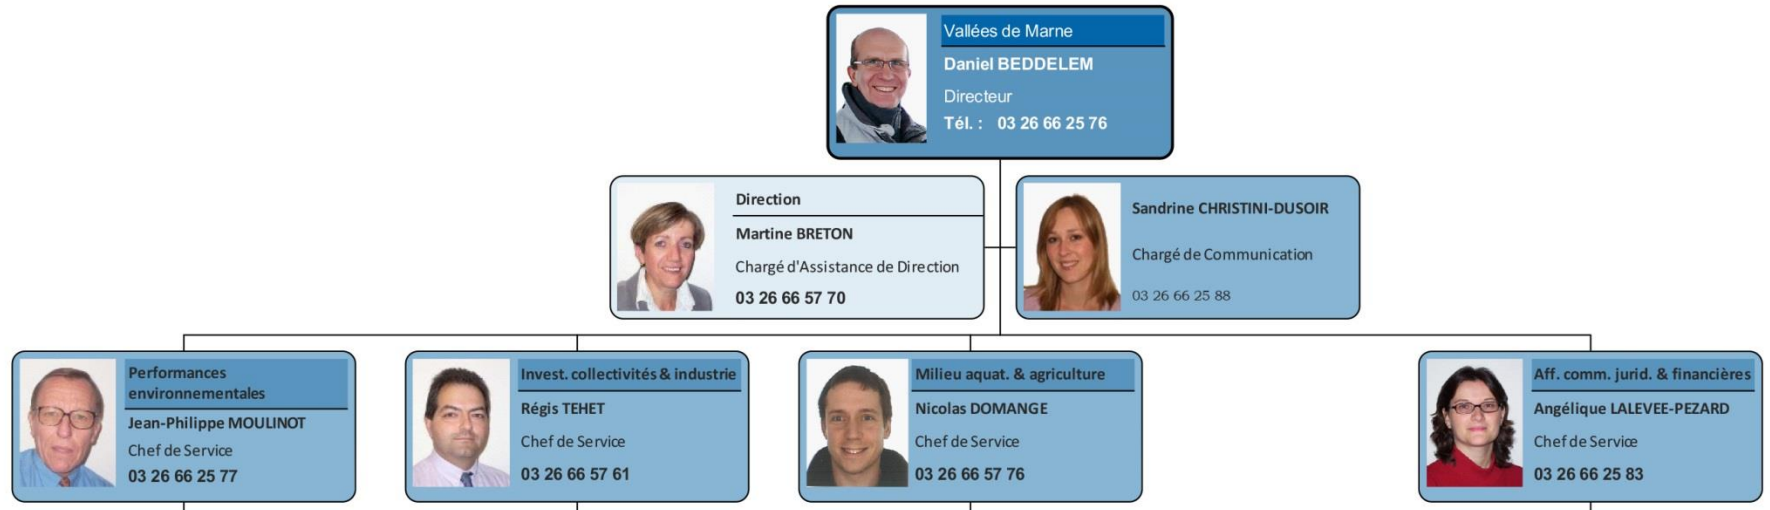 Vallées de Marne
Daniel BEDDELEM
Directeur
Tél. : 03 26 66 25 76
Direction
Martine BRETON
Chargé d'Assistance de Direction
03 26 66 57 70
Sandrine CHRISTINI-DUSOIR
Chargé de Communication
03 26 66 25 88
Performances
environnementales
Jean-Philippe MOULINOT
Chef de Service
03 26 66 25 77
Invest. collectivités & industrie
Régis TEHET
Chef de Service
03 26 66 57 61
Milieu aquat. & agriculture
Nicolas DOMANGE
Chef de Service
03 26 66 57 76
Aff. comm. jurid. & financières
Angélique LALEVEE-PEZARD
Chef de Service
03 26 66 25 83